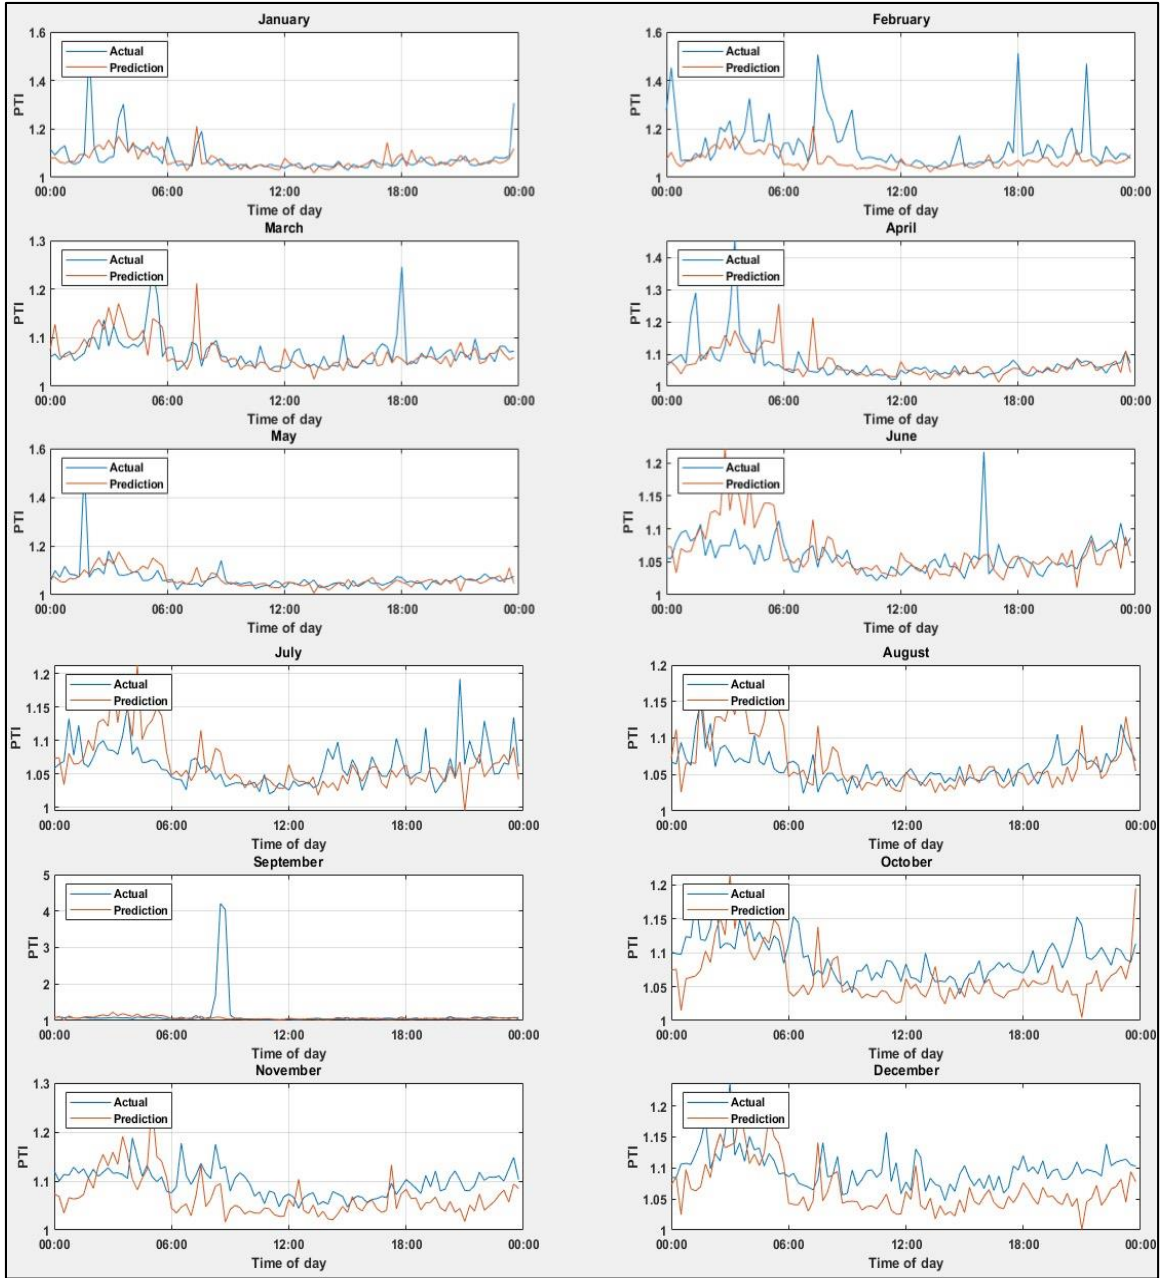 January
1.6
1.4
1.2
1
PTI
Actual
Prediction
00:00 06:00 12:00 18:00 00:00
Time of day
February
1.6
1.4
1.2
1
PTI
Actual
Prediction
00:00 06:00 12:00 18:00 00:00
Time of day
March
1.3
1.2
1.1
1
PTI
Actual
Prediction
00:00 06:00 12:00 18:00 00:00
Time of day
April
1.4
1.3
1.2
1.1
1
PTI
Actual
Prediction
00:00 06:00 12:00 18:00 00:00
Time of day
May
1.6
1.4
1.2
1
PTI
Actual
Prediction
00:00 06:00 12:00 18:00 00:00
Time of day
June
1.2
1.15
1.1
1.05
1
PTI
Actual
Prediction
00:00 06:00 12:00 18:00 00:00
Time of day
July
1.2
1.15
1.1
1.05
1
PTI
Actual
Prediction
00:00 06:00 12:00 18:00 00:00
Time of day
August
1.2
1.15
1.1
1.05
1
PTI
Actual
Prediction
00:00 06:00 12:00 18:00 00:00
Time of day
September
5
4
3
2
1
PTI
Actual
Prediction
00:00 06:00 12:00 18:00 00:00
Time of day
October
1.2
1.15
1.1
1.05
1
PTI
Actual
Prediction
00:00 06:00 12:00 18:00 00:00
Time of day
November
1.3
1.2
1.1
1
PTI
Actual
Prediction
00:00 06:00 12:00 18:00 00:00
Time of day
December
1.2
1.15
1.1
1.05
1
PTI
Actual
Prediction
00:00 06:00 12:00 18:00 00:00
Time of day